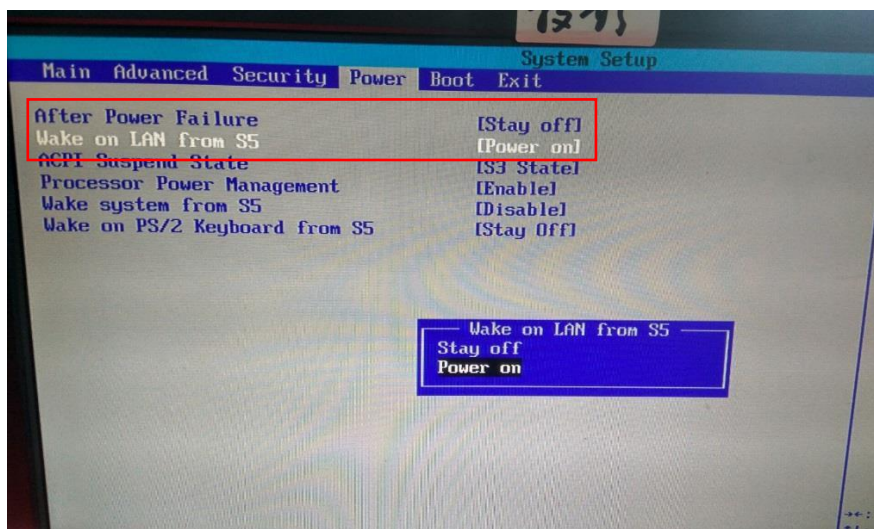 System Setup
Main Advanced Security Power Boot Exit
After Power Failure [Stay off]
Wake on LAN from S5 [Power on]
ACPI Suspend State [S3 State]
Processor Power Management [Enable]
Wake system from S5 [Disable]
Wake on PS/2 Keyboard from S5 [Stay Off]
Wake on LAN from S5
Stay off
Power on